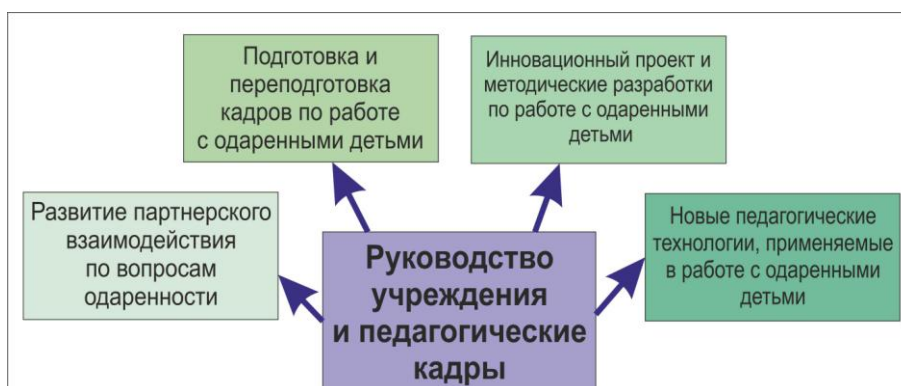 Подготовка и
переподготовка
кадров по работе
с одаренными детьми
Инновационный проект и
методические разработки
по работе с одаренными
детьми
Развитие партнерского
взаимодействия
по вопросам
одаренности
Новые педагогические
технологии, применяемые
в работе с одаренными
детьми
Руководство
учреждения
и педагогические
кадры